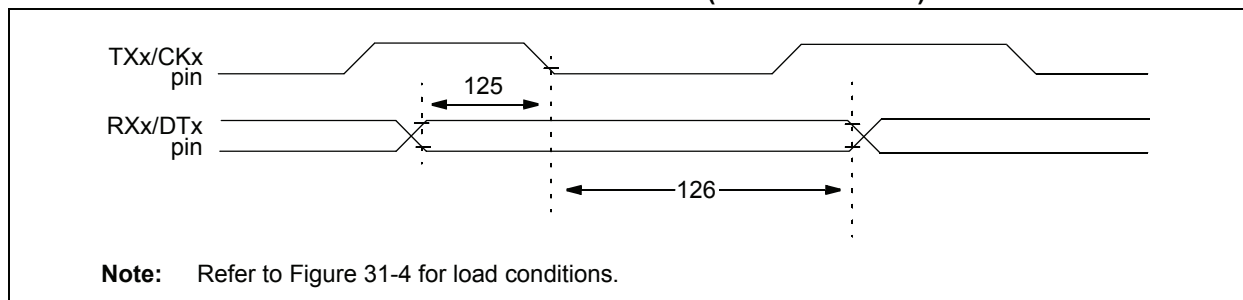 TXx/CKx
pin
125
RXx/DTx
pin
126
Note: Refer to Figure 31-4 for load conditions.